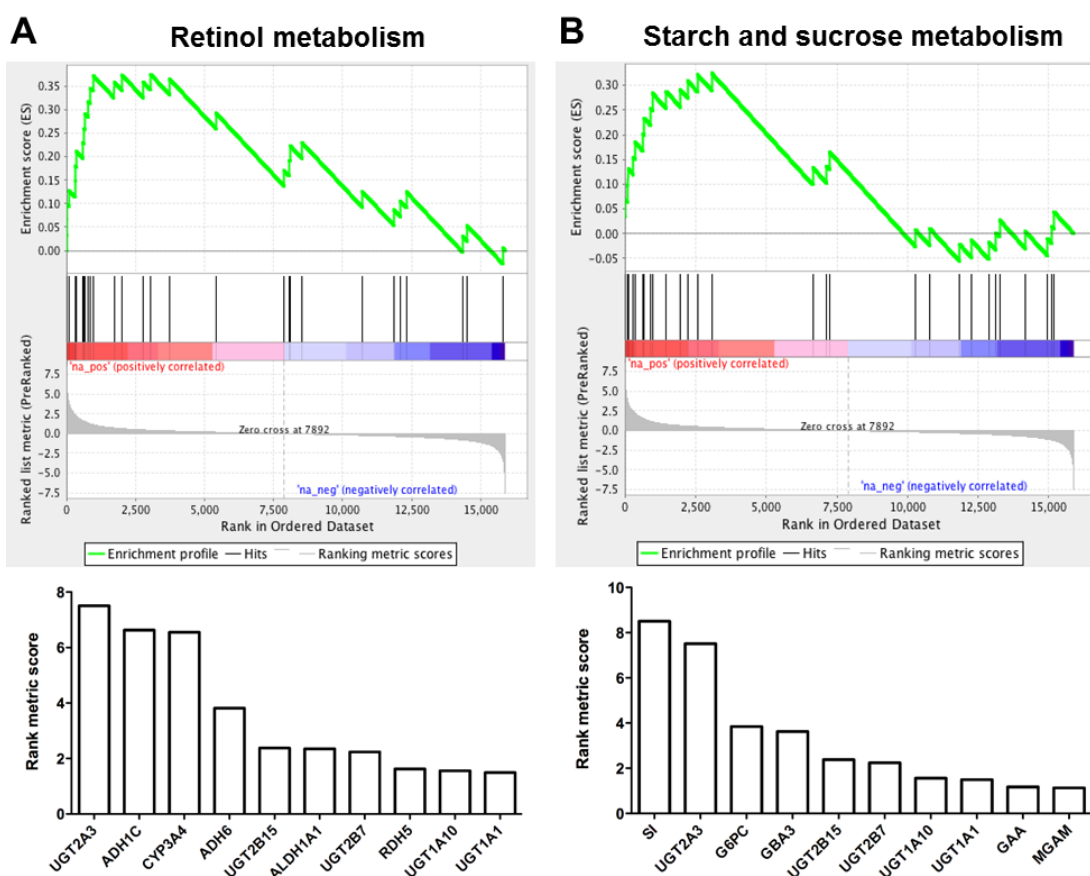 A
Retinol metabolism
Enrichment score (ES)
0.35
0.30
0.25
0.20
0.15
0.10
0.05
0.00
'na_pos' (positively correlated)
Ranked list metric (PreRanked)
7.5
5.0
2.5
0.0
-2.5
-5.0
-7.5
Zero cross at 7892
'na_neg' (negatively correlated)
0
2,500
5,000
7,500
10,000
12,500
15,000
Rank in Ordered Dataset
Enrichment profile
Hits
Ranking metric scores
Rank metric score
8
6
4
2
0
UGT2A3
ADH1C
CYP3A4
ADH6
UGT2B15
ALDH1A1
UGT2B7
RDH5
UGT1A10
UGT1A1
B
Starch and sucrose metabolism
Enrichment score (ES)
0.30
0.25
0.20
0.15
0.10
0.05
0.00
-0.05
'na_pos' (positively correlated)
Ranked list metric (PreRanked)
7.5
5.0
2.5
0.0
-2.5
-5.0
-7.5
Zero cross at 7892
'na_neg' (negatively correlated)
0
2,500
5,000
7,500
10,000
12,500
15,000
Rank in Ordered Dataset
Enrichment profile
Hits
Ranking metric scores
Rank metric score
10
8
6
4
2
0
SI
UGT2A3
G6PC
GBA3
UGT2B15
UGT2B7
UGT1A10
UGT1A1
GAA
MGAM